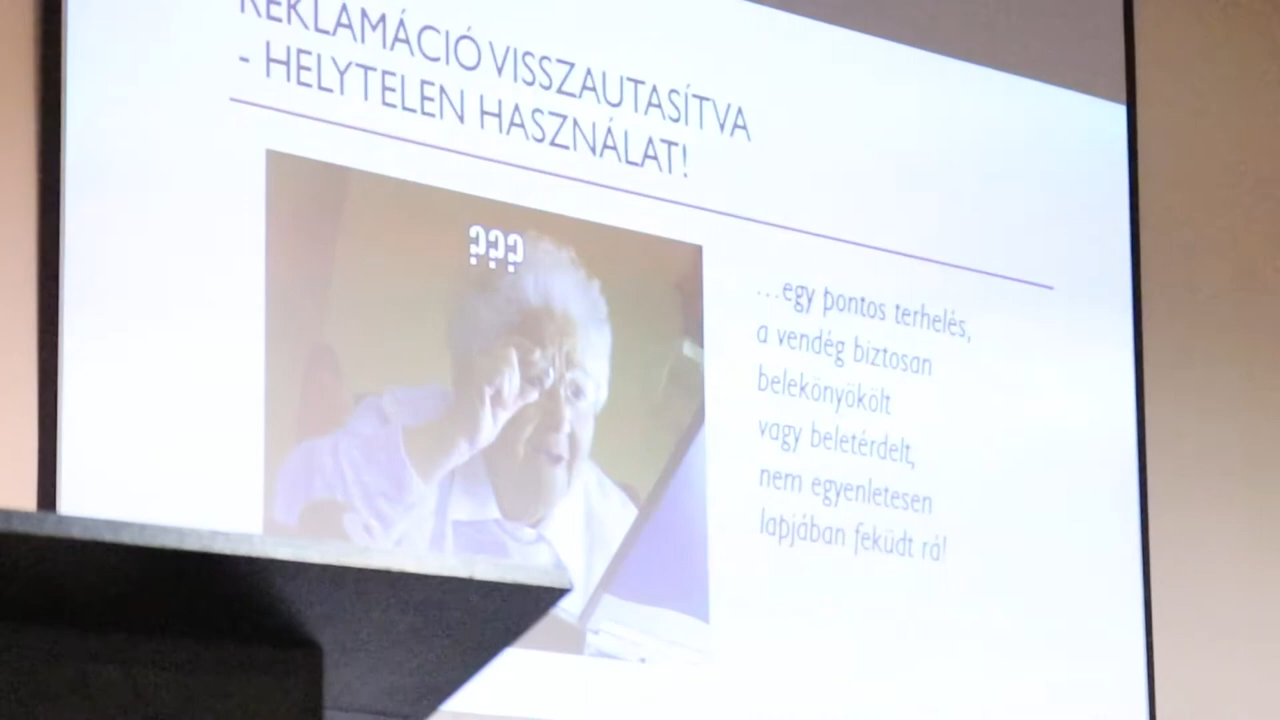 REKLAMÁCIÓ VISSZAUTASÍTVA
- HELYTELEN HASZNÁLAT!
???
…egy pontos terhelés,
a vendég biztosan
belekönyökölt
vagy beletérdelt,
nem egyenletesen
lapjában feküdt rá!